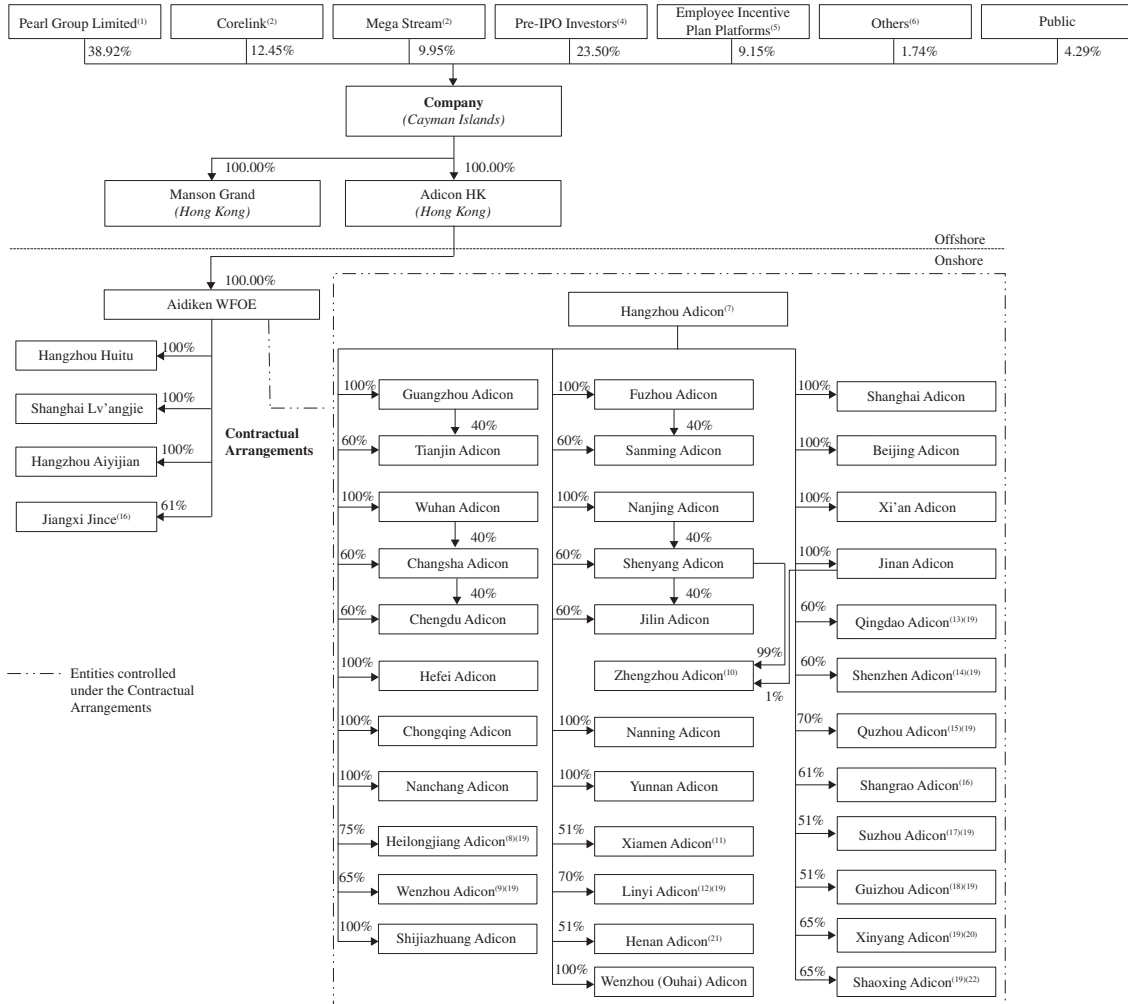 Pearl Group Limited(1)
Corelink(2)
Mega Stream(2)
Pre-IPO Investors(4)
Employee Incentive
Plan Platforms(5)
Others(6)
Public
38.92%
12.45%
9.95%
23.50%
9.15%
1.74%
4.29%
Company
(Cayman Islands)
100.00%
100.00%
Manson Grand
(Hong Kong)
Adicon HK
(Hong Kong)
Offshore
Onshore
100.00%
Aidiken WFOE
100%
Hangzhou Huitu
100%
Shanghai Lv'angjie
100%
Hangzhou Aiyijian
61%
Jiangxi Jince(16)
Contractual
Arrangements
Entities controlled
under the Contractual
Arrangements
Hangzhou Adicon(7)
100%
Guangzhou Adicon
40%
60%
Tianjin Adicon
100%
Wuhan Adicon
40%
60%
Changsha Adicon
40%
60%
Chengdu Adicon
100%
Hefei Adicon
100%
Chongqing Adicon
100%
Nanchang Adicon
75%
Heilongjiang Adicon(8)(19)
65%
Wenzhou Adicon(9)(19)
100%
Shijiazhuang Adicon
100%
Fuzhou Adicon
40%
60%
Sanming Adicon
100%
Nanjing Adicon
40%
60%
Shenyang Adicon
40%
60%
Jilin Adicon
99%
Zhengzhou Adicon(10)
1%
100%
Nanning Adicon
100%
Yunnan Adicon
51%
Xiamen Adicon(11)
70%
Linyi Adicon(12)(19)
51%
Henan Adicon(21)
100%
Wenzhou (Ouhai) Adicon
100%
Shanghai Adicon
100%
Beijing Adicon
100%
Xi'an Adicon
100%
Jinan Adicon
60%
Qingdao Adicon(13)(19)
60%
Shenzhen Adicon(14)(19)
70%
Quzhou Adicon(15)(19)
61%
Shangrao Adicon(16)
51%
Suzhou Adicon(17)(19)
51%
Guizhou Adicon(18)(19)
65%
Xinyang Adicon(19)(20)
65%
Shaoxing Adicon(19)(22)